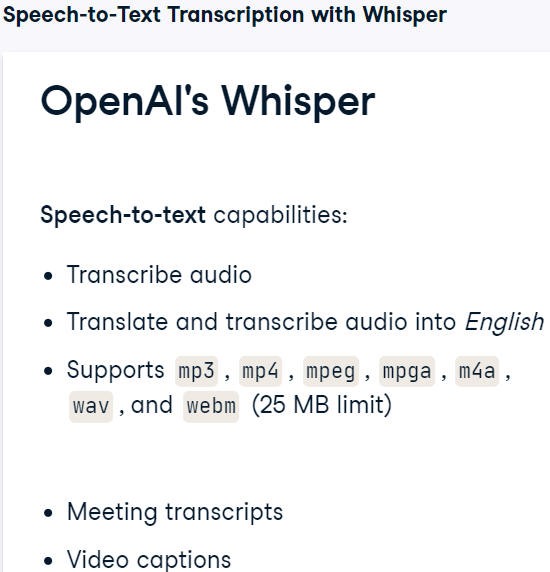 Speech-to-Text Transcription with Whisper
OpenAI's Whisper
Speech-to-text capabilities:
• Transcribe audio
• Translate and transcribe audio into English
• Supports mp3 , mp4 , mpeg , mpga , m4a ,
wav , and webm (25 MB limit)
• Meeting transcripts
• Video captions